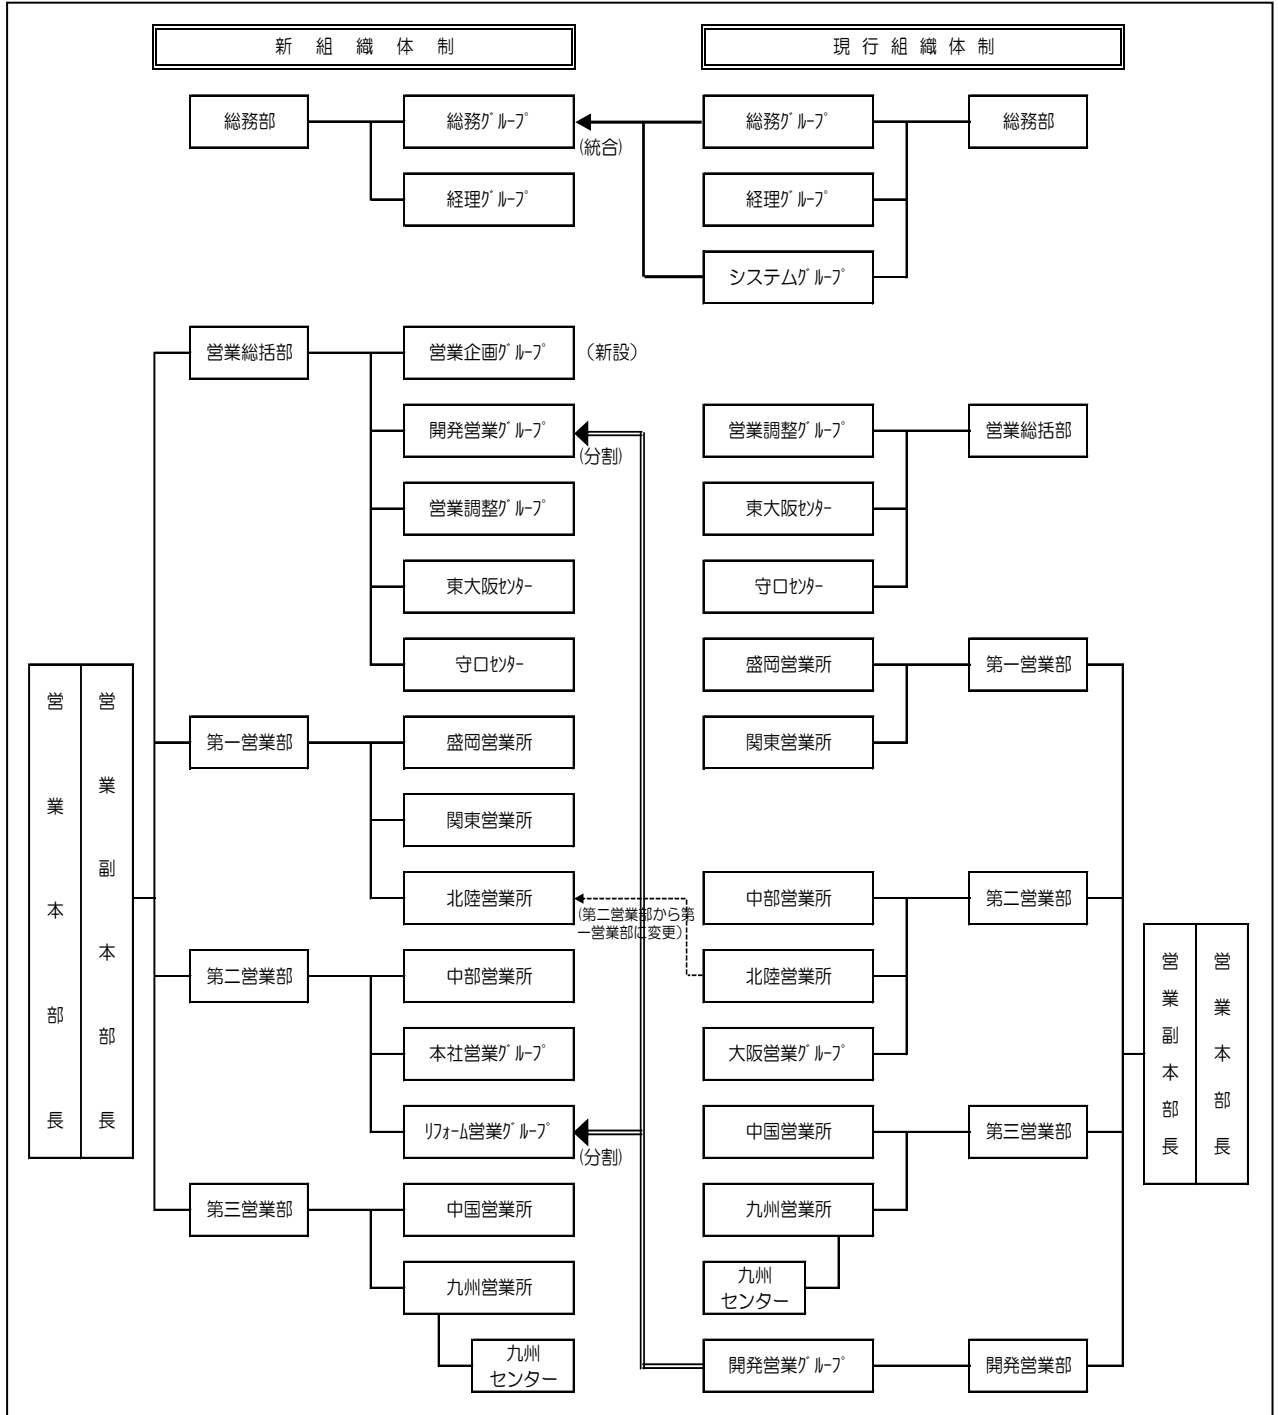 新組織体制
現行組織体制
総務部
総務ｸﾞﾙｰﾌﾟ
(統合)
総務ｸﾞﾙｰﾌﾟ
総務部
経理ｸﾞﾙｰﾌﾟ
経理ｸﾞﾙｰﾌﾟ
システムｸﾞﾙｰﾌﾟ
営業総括部
営業企画ｸﾞﾙｰﾌﾟ
（新設）
開発営業ｸﾞﾙｰﾌﾟ
(分割)
営業調整ｸﾞﾙｰﾌﾟ
営業総括部
営業調整ｸﾞﾙｰﾌﾟ
東大阪ｾﾝﾀｰ
東大阪ｾﾝﾀｰ
守口ｾﾝﾀｰ
守口ｾﾝﾀｰ
盛岡営業所
第一営業部
営業本部長
営業副本部長
第一営業部
盛岡営業所
関東営業所
関東営業所
北陸営業所
(第二営業部から第
一営業部に変更)
中部営業所
第二営業部
第二営業部
中部営業所
北陸営業所
営業副本部長
営業本部長
本社営業ｸﾞﾙｰﾌﾟ
大阪営業ｸﾞﾙｰﾌﾟ
ﾘﾌｫｰﾑ営業ｸﾞﾙｰﾌﾟ
(分割)
中国営業所
第三営業部
第三営業部
中国営業所
九州営業所
九州営業所
九州
センター
九州
センター
開発営業ｸﾞﾙｰﾌﾟ
開発営業部